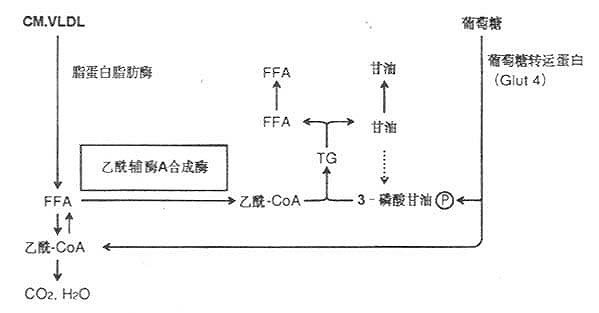 CM.VLDL
葡萄糖
脂蛋白脂肪酶
FFA
甘油
葡萄糖转运蛋白
(Glut 4)
FFA
甘油
乙酰辅酶A合成酶
TG
FFA
乙酰-CoA
3-磷酸甘油 P
乙酰-CoA
CO2, H2O